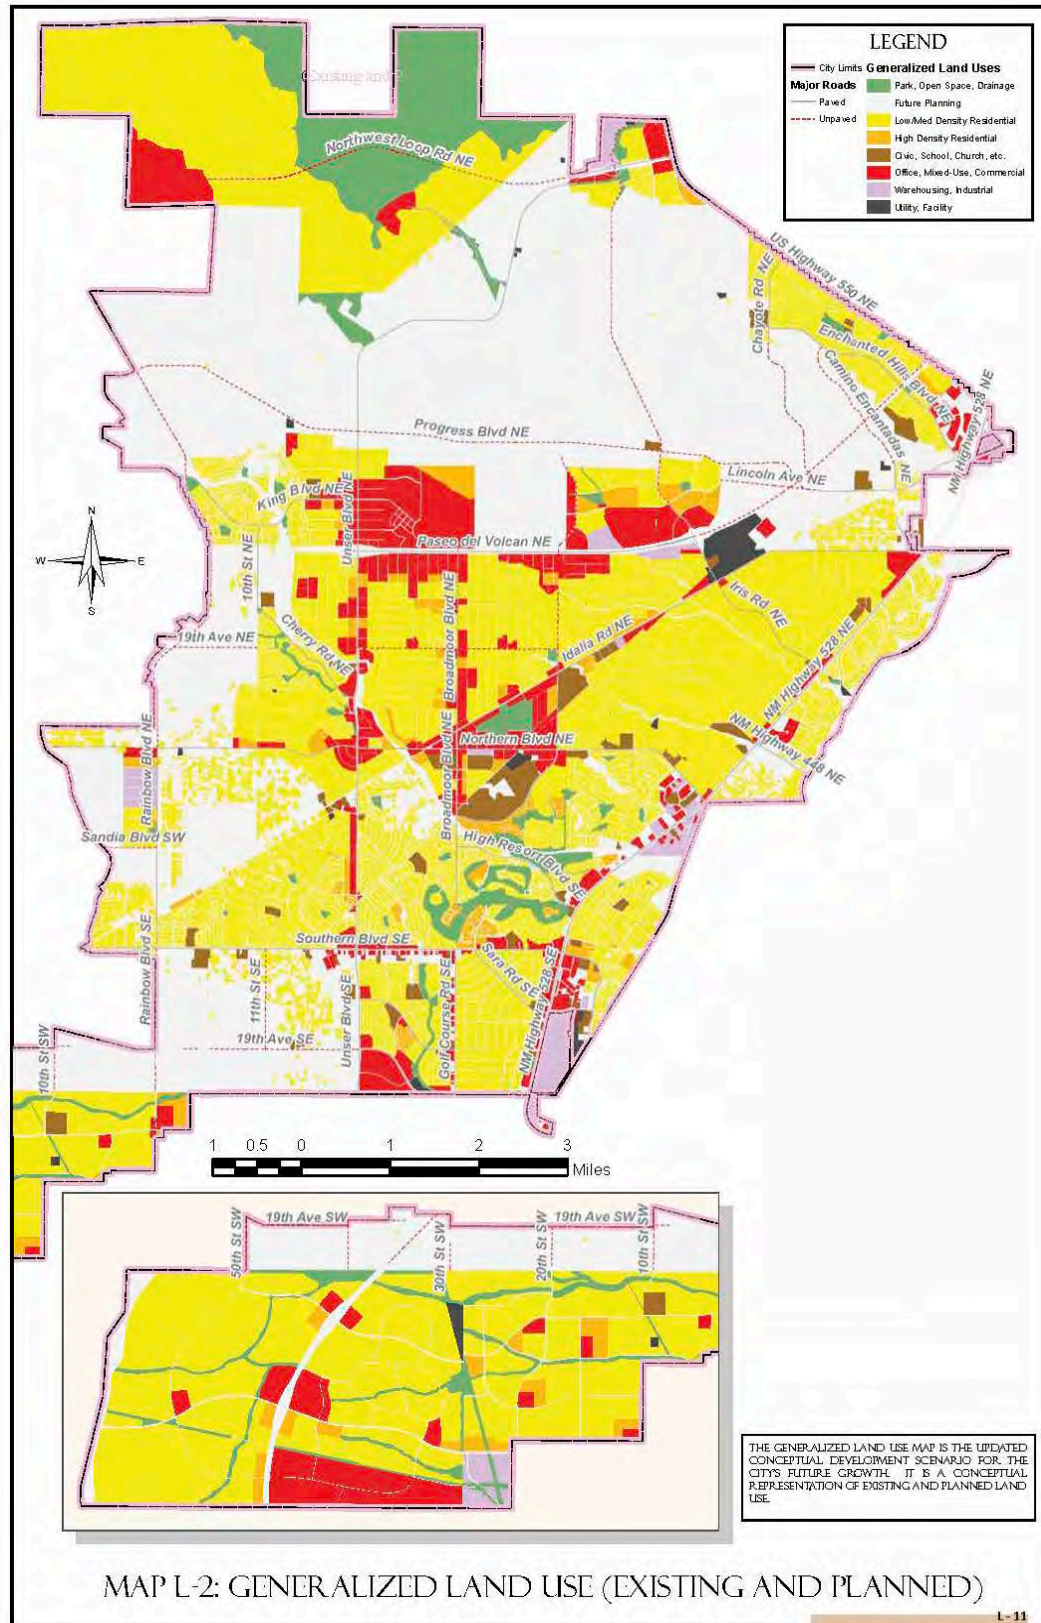 (Existing and P
LEGEND
City Limits
Generalized Land Uses
Major Roads
Paved
Unpaved
Park, Open Space, Drainage
Future Planning
Low/Med Density Residential
High Density Residential
Civic, School, Church, etc.
Office, Mixed-Use, Commercial
Warehousing, Industrial
Utility, Facility
Northwest Loop Rd NE
US Highway 550 NE
Chayote Rd NE
Enchanted Hills Blvd NE
Camino Encantadas NE
NM Highway 528 NE
Progress Blvd NE
Lincoln Ave NE
King Blvd NE
Unser Blvd NE
Paseo del Volcan NE
10th St NE
Broadmoor Blvd NE
Iris Rd NE
N
W
E
S
19th Ave NE
Cherry Rd NE
Idalia Rd NE
NM Highway 528 NE
NM Highway 448 NE
Rainbow Blvd NE
Broadmoor Blvd NE
Northern Blvd NE
Sandia Blvd SW
High Resort Blvd SE
Rainbow Blvd SE
Southern Blvd SE
11th St SE
Unser Blvd SE
Golf Course Rd SE
Sara Rd SE
NM Highway 528 SE
19th Ave SE
10th St SW
1 0.5 0 1 2 3
Miles
19th Ave SW
19th Ave SW
50th St SW
30th St SW
20th St SW
10th St SW
THE GENERALIZED LAND USE MAP IS THE UPDATED
CONCEPTUAL DEVELOPMENT SCENARIO FOR THE
CITY'S FUTURE GROWTH. IT IS A CONCEPTUAL
REPRESENTATION OF EXISTING AND PLANNED LAND
USE.
MAP L-2: GENERALIZED LAND USE (EXISTING AND PLANNED)
L - 11